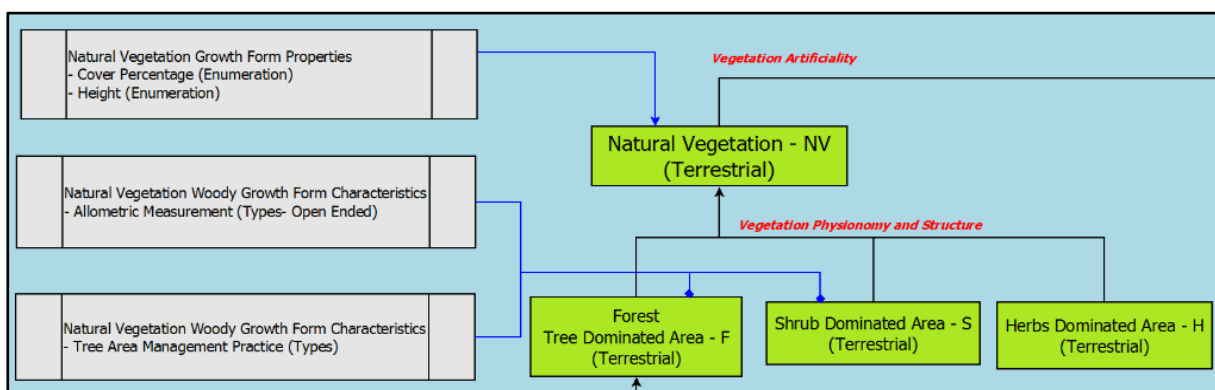 Natural Vegetation Growth Form Properties
- Cover Percentage (Enumeration)
- Height (Enumeration)
Vegetation Artificiality
Natural Vegetation - NV
(Terrestrial)
Natural Vegetation Woody Growth Form Characteristics
- Allometric Measurement (Types- Open Ended)
Vegetation Physionomy and Structure
Natural Vegetation Woody Growth Form Characteristics
- Tree Area Management Practice (Types)
Forest
Tree Dominated Area - F
(Terrestrial)
Shrub Dominated Area - S
(Terrestrial)
Herbs Dominated Area - H
(Terrestrial)